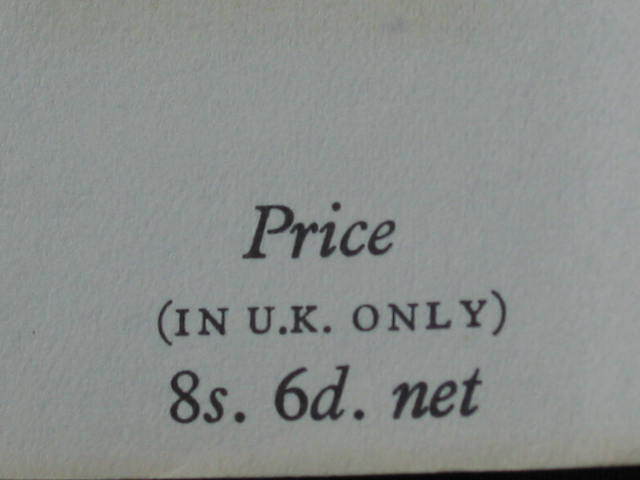 Price
(IN U.K. ONLY)
8s. 6d. net